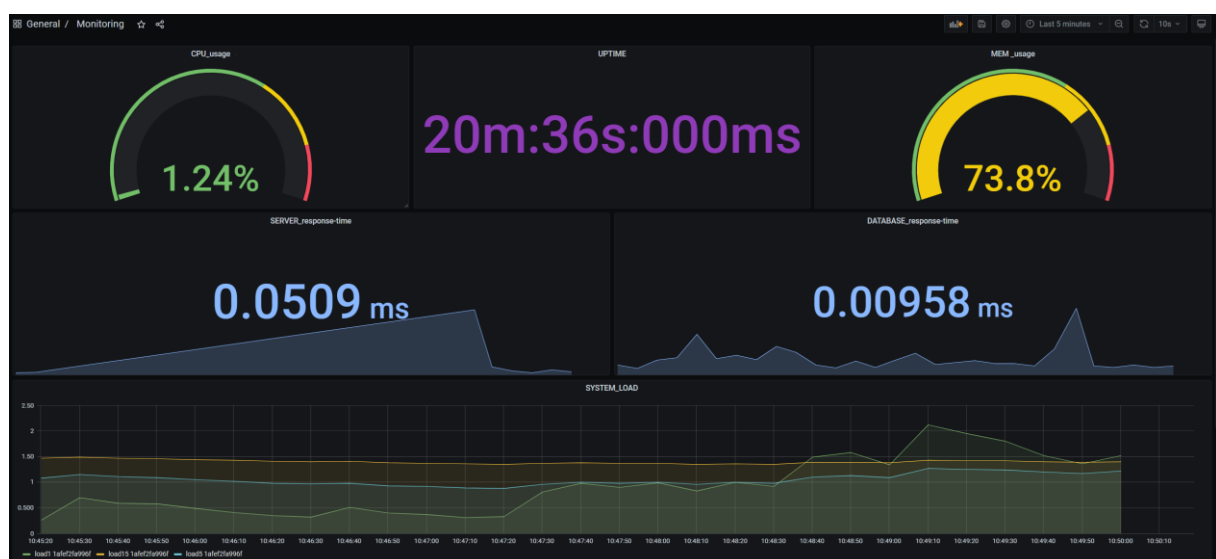 General / Monitoring
Last 5 minutes
10s
CPU_usage
UPTIME
MEM _usage
1.24%
20m:36s:000ms
73.8%
SERVER_response-time
DATABASE_response-time
0.0509 ms
0.00958 ms
SYSTEM_LOAD
2.50
2
1.50
1
0.500
0
10:45:20 10:45:30 10:45:40 10:45:50 10:46:00 10:46:10 10:46:20 10:46:30 10:46:40 10:46:50 10:47:00 10:47:10 10:47:20 10:47:30 10:47:40 10:47:50 10:48:00 10:48:10 10:48:20 10:48:30 10:48:40 10:48:50 10:49:00 10:49:10 10:49:20 10:49:30 10:49:40 10:49:50 10:50:00 10:50:10
load1 1afef2fa996f load15 1afef2fa996f load5 1afef2fa996f